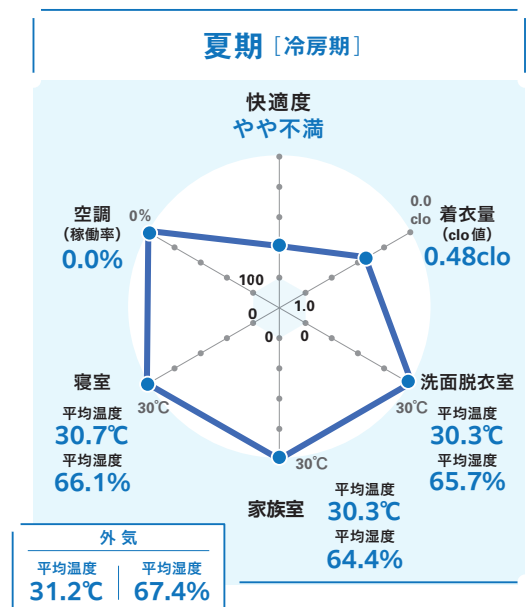 夏期［冷房期］
快適度
やや不満
空調
（稼働率）
0.0%
0%
0.0
clo
着衣量
（clo値）
0.48clo
100
1.0
0
0
0
寝室
平均温度
30.7℃
平均湿度
66.1%
30℃
洗面脱衣室
平均温度
30.3℃
平均湿度
65.7%
30℃
30℃
家族室
平均温度
30.3℃
平均湿度
64.4%
外気
平均温度
31.2℃
平均湿度
67.4%